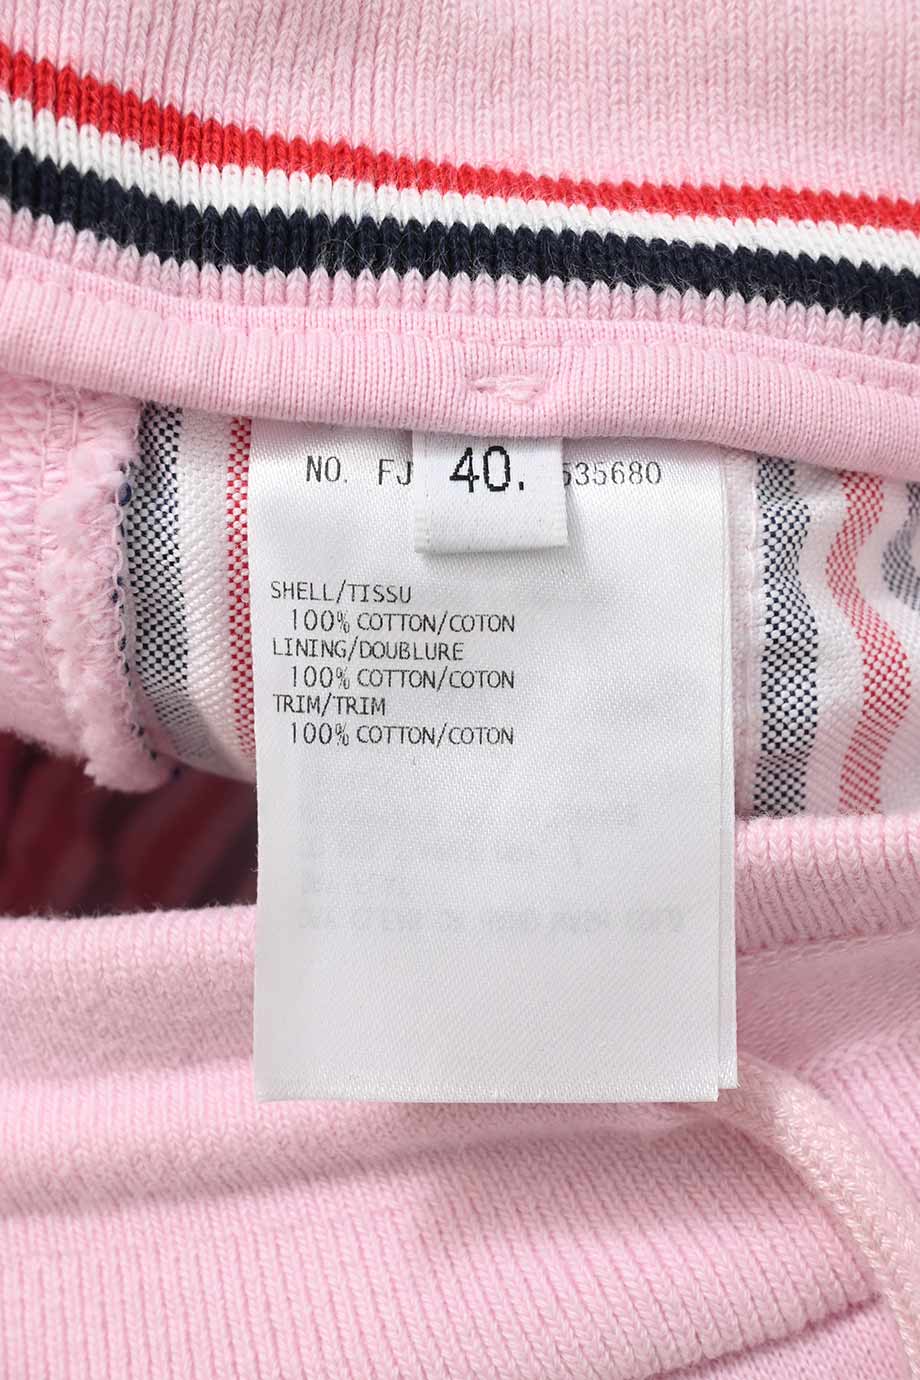 NO. FJ 40. 535680
SHELL/TISSU
100% COTTON/COTON
LINING/DOUBLURE
100% COTTON/COTON
TRIM/TRIM
100% COTTON/COTON